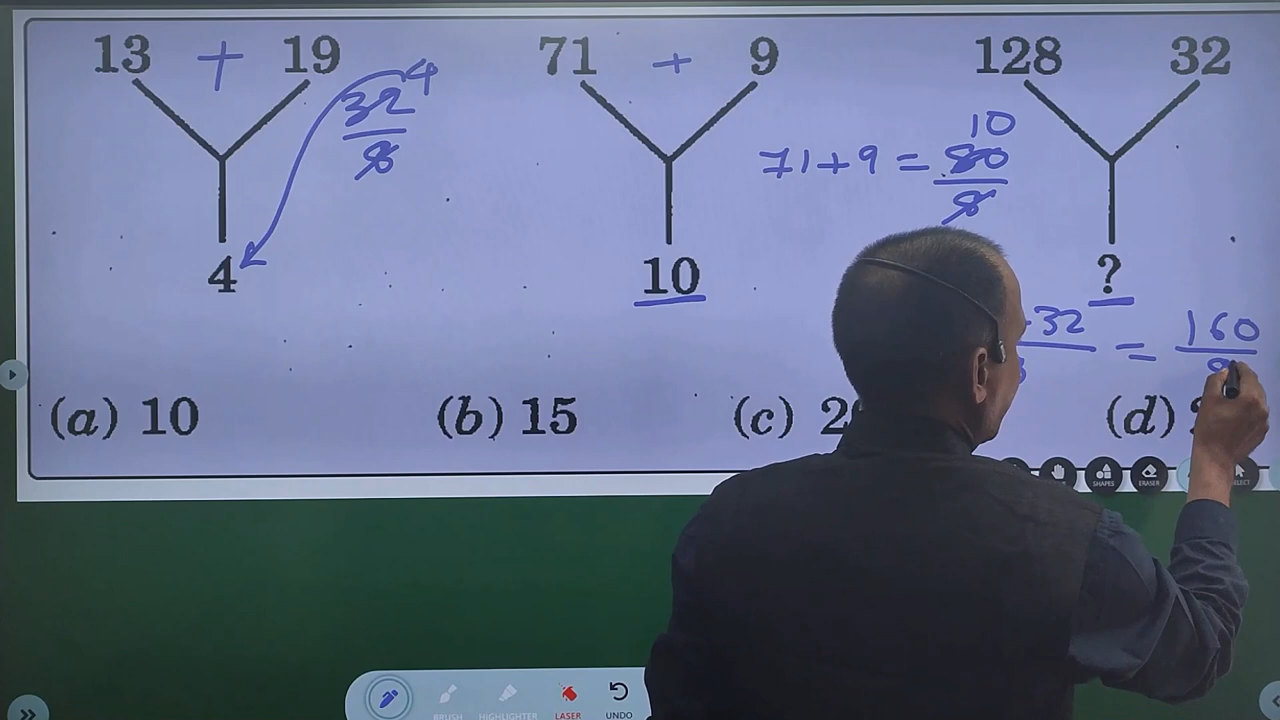 13 + 19
71 + 9
128 32
32 4
8
71+9 = 80 10
8
4
10
?
32 = 160
8
(a) 10 (b) 15 (c) (d)
SHAPES ERASER
BRUSH HIGHLIGHTER LASER UNDO